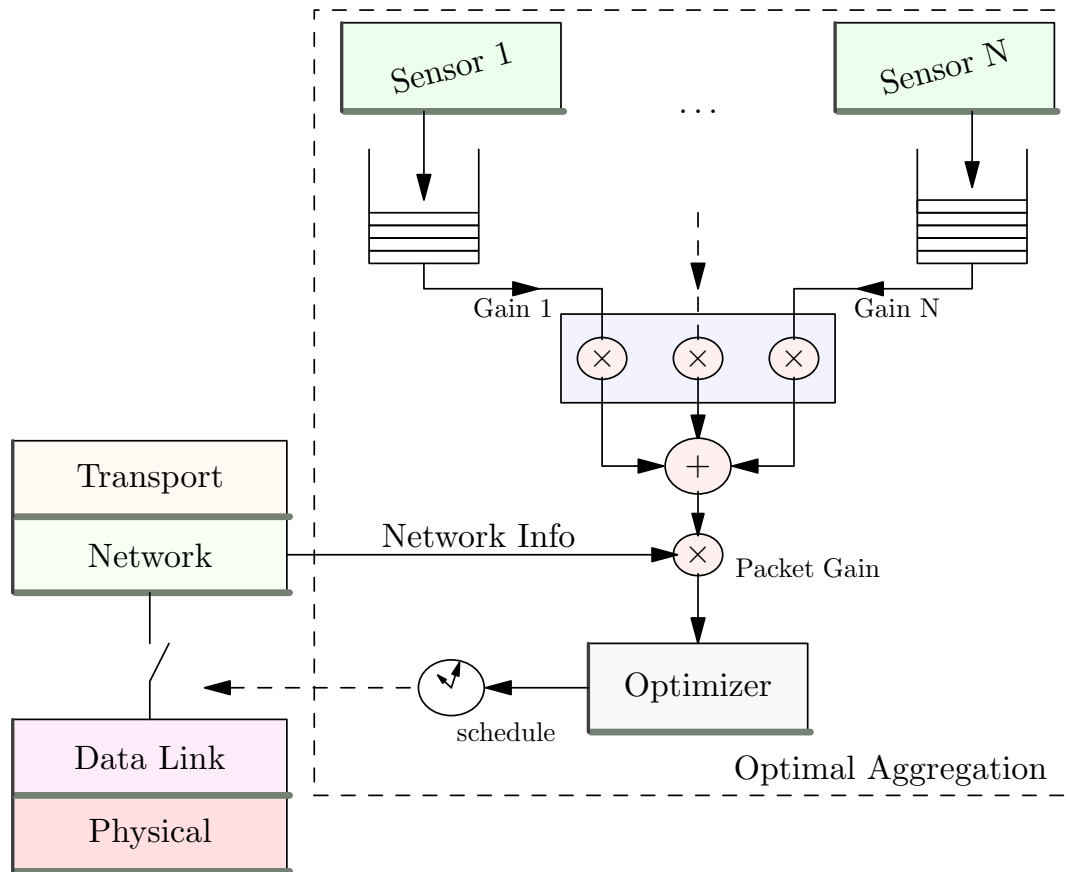 Sensor 1
Sensor N
. . .
Gain 1
Gain N
×
×
×
+
Transport
Network
Network Info
×
Packet Gain
Optimizer
schedule
Data Link
Physical
Optimal Aggregation